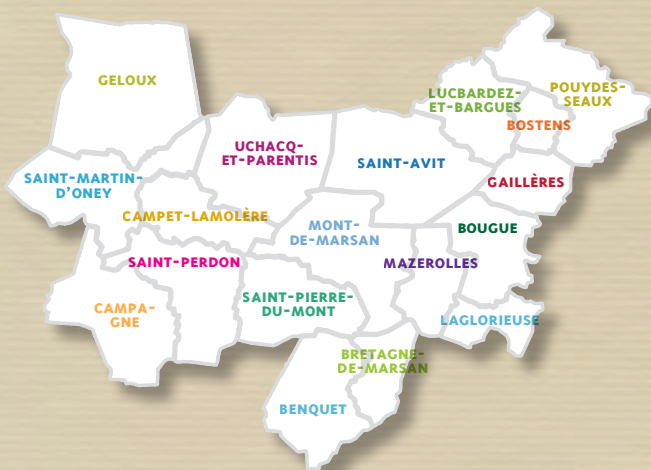 GELOUX
LUCBARDEZ-
ET-BARGUES
POUYDES-
SEAUX
BOSTENS
UCHACQ-
ET-PARENTIS
SAINT-AVIT
SAINT-MARTIN-
D'ONEY
GAILLÈRES
CAMPET-LAMOLÈRE
MONT-
DE-MARSAN
BOUGUE
SAINT-PERDON
MAZEROLLES
CAMPA-
GNE
SAINT-PIERRE-
DU-MONT
LAGLORIEUSE
BRETAGNE-
DE-MARSAN
BENQUET